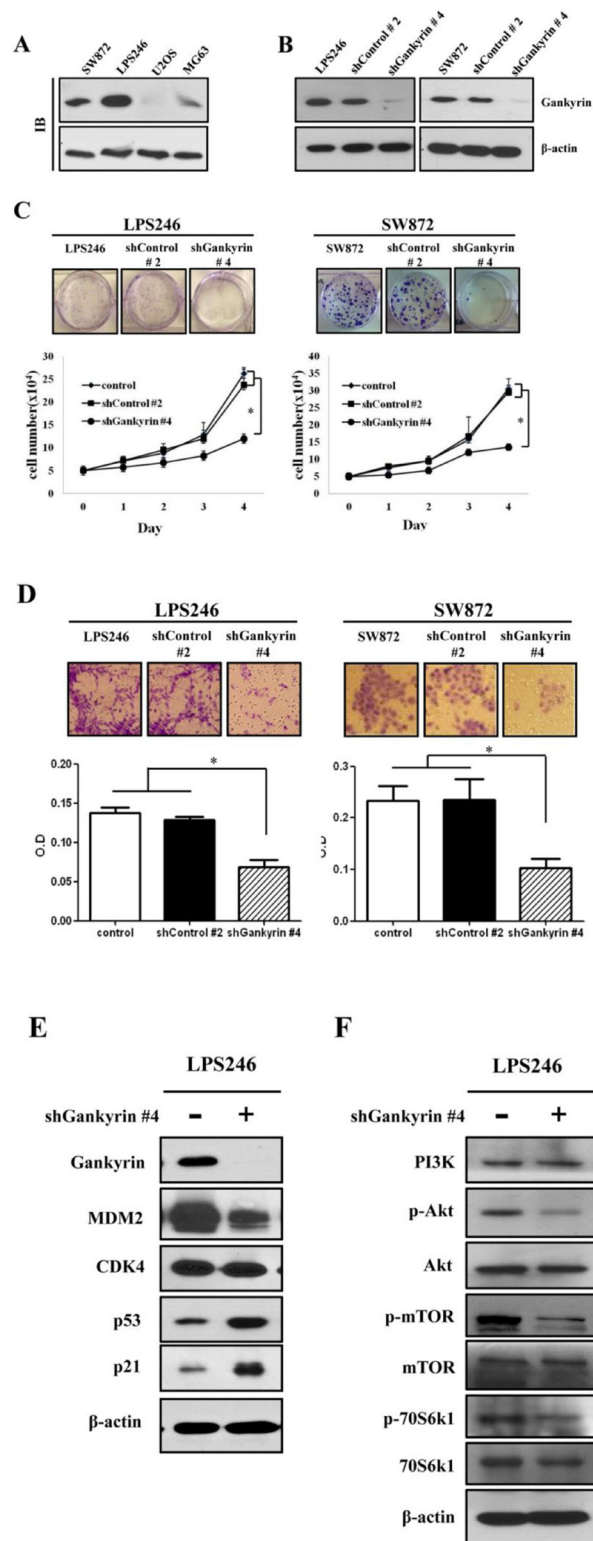 A
SW872 LPS246 U2OS MG63
IB
B
LPS246 shControl # 2 shGankyrin # 4 SW872 shControl # 2 shGankyrin # 4
Gankyrin
β-actin
C
LPS246
LPS246 shControl # 2 shGankyrin # 4
SW872
SW872 shControl # 2 shGankyrin # 4
cell number(x10⁴)
30
25
20
15
10
5
0
control
shControl #2
shGankyrin #4
*
0 1 2 3 4
Day
cell number(x10⁴)
40
35
30
25
20
15
10
5
0
control
shControl #2
shGankyrin #4
*
0 1 2 3 4
Day
D
LPS246
LPS246 shControl #2 shGankyrin #4
SW872
SW872 shControl #2 shGankyrin #4
O.D
0.20
0.15
0.10
0.05
0.00
*
control shControl #2 shGankyrin #4
O.D
0.3
0.2
0.1
0.0
*
control shControl #2 shGankyrin #4
E
LPS246
shGankyrin #4 - +
Gankyrin
MDM2
CDK4
p53
p21
β-actin
F
LPS246
shGankyrin #4 - +
PI3K
p-Akt
Akt
p-mTOR
mTOR
p-70S6k1
70S6k1
β-actin